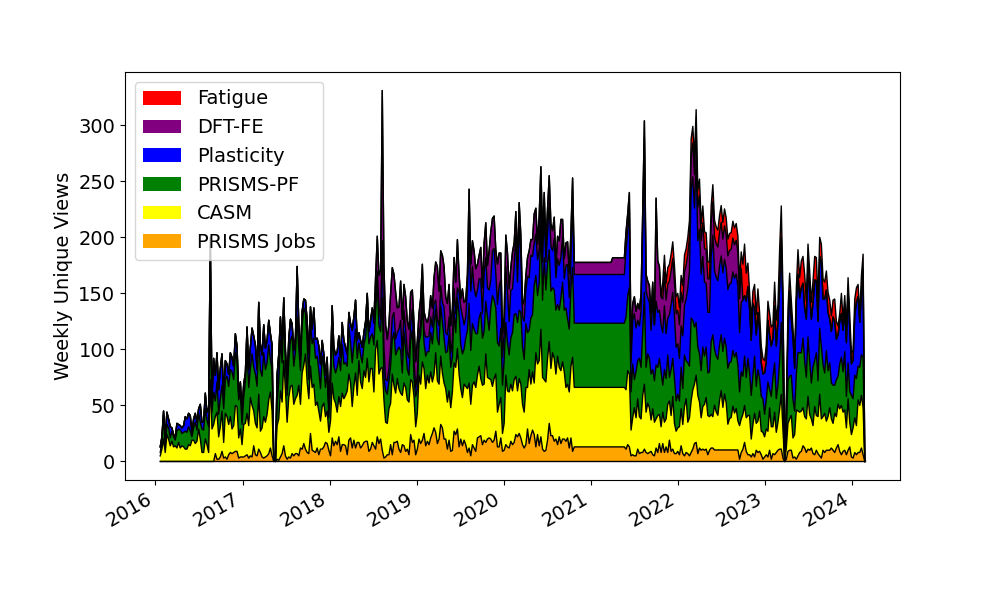 Fatigue
DFT-FE
Plasticity
PRISMS-PF
CASM
PRISMS Jobs
Weekly Unique Views
300
250
200
150
100
50
0
2016
2017
2018
2019
2020
2021
2022
2023
2024